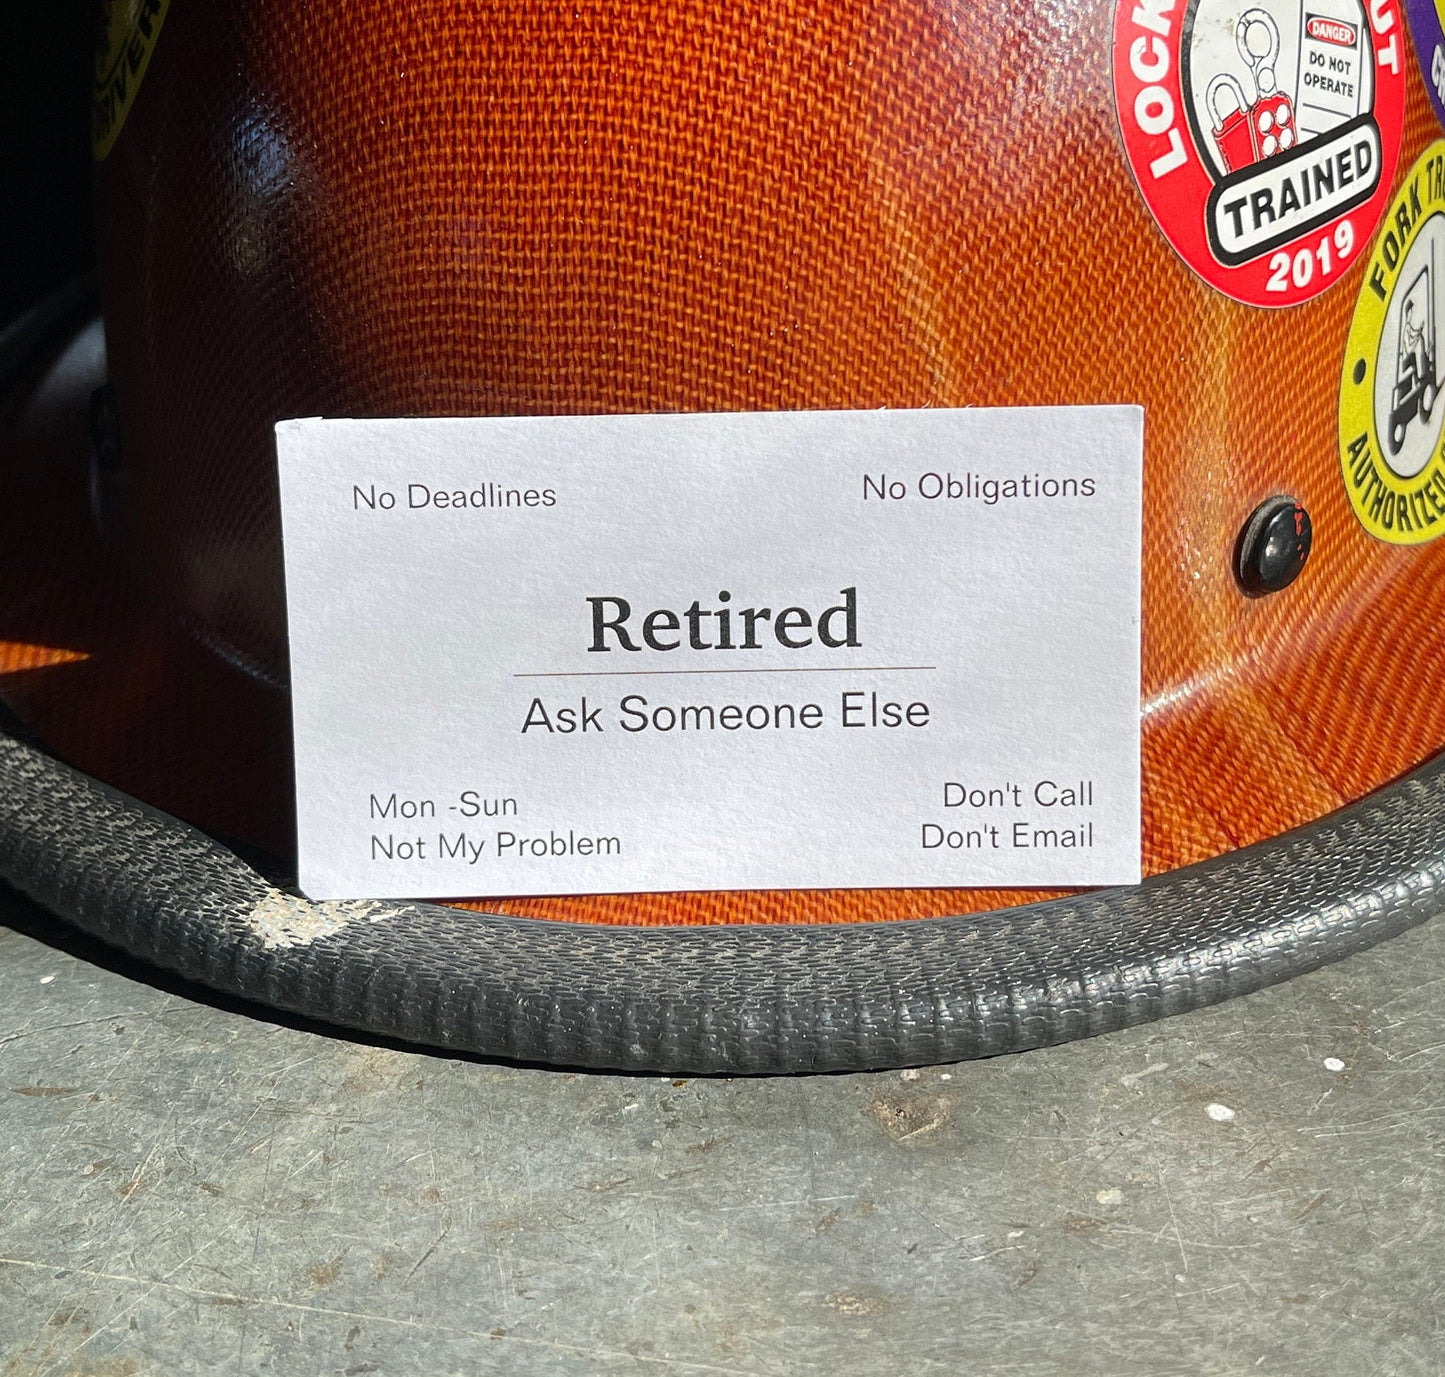 LOCK
UT
DANGER
DO NOT
OPERATE
TRAINED
2019
FORK
AUTHORIZED
No Deadlines
No Obligations
Retired
Ask Someone Else
Mon -Sun
Not My Problem
Don't Call
Don't Email